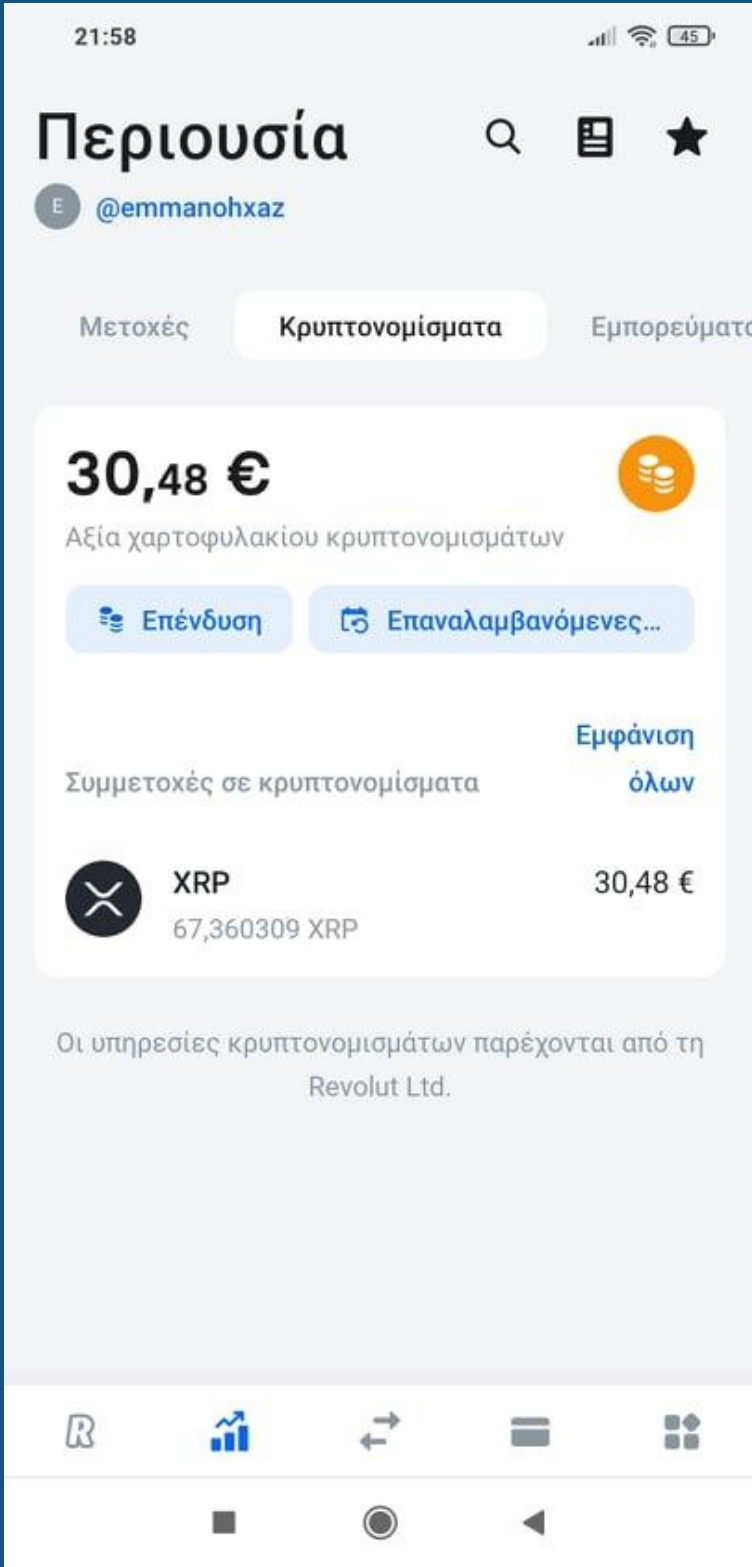 21:58
45
Περιουσία
E @emmanohxaz
Μετοχές Κρυπτονομίσματα Εμπορεύματα
30,48 €
Αξία χαρτοφυλακίου κρυπτονομισμάτων
Επένδυση Επαναλαμβανόμενες...
Εμφάνιση
Συμμετοχές σε κρυπτονομίσματα όλων
XRP 30,48 €
67,360309 XRP
Οι υπηρεσίες κρυπτονομισμάτων παρέχονται από τη
Revolut Ltd.
R